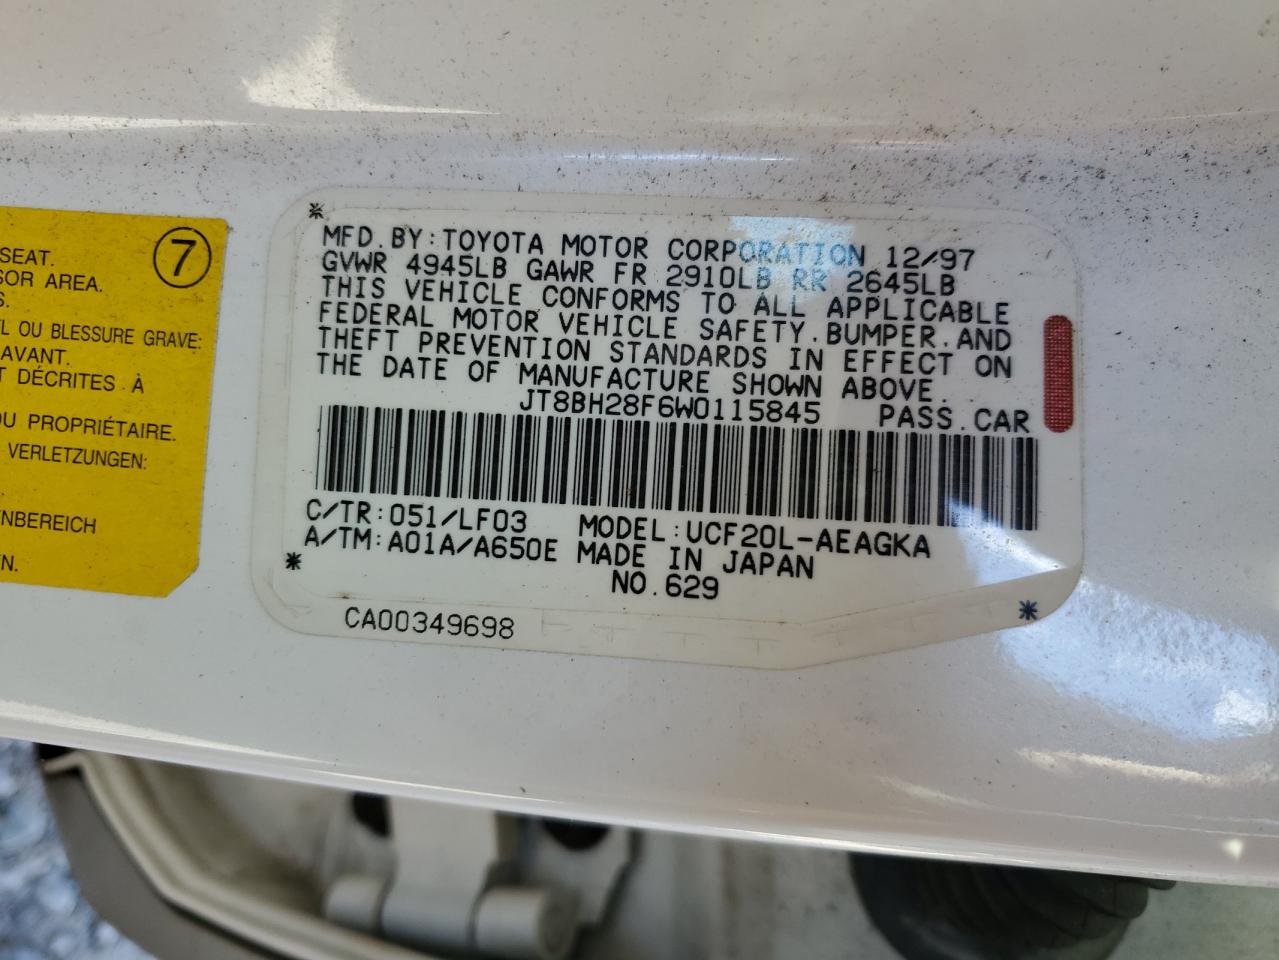 SEAT.
SOR AREA.
S.
L OU BLESSURE GRAVE:
AVANT.
T DÉCRITES À
DU PROPRIÉTAIRE.
VERLETZUNGEN:
ENBEREICH
EN.
7
MFD.BY:TOYOTA MOTOR CORPORATION 12/97
GVWR 4945LB GAWR FR 2910LB RR 2645LB
THIS VEHICLE CONFORMS TO ALL APPLICABLE
FEDERAL MOTOR VEHICLE SAFETY.BUMPER.AND
THEFT PREVENTION STANDARDS IN EFFECT ON
THE DATE OF MANUFACTURE SHOWN ABOVE.
JT8BH28F6W0115845 PASS.CAR
C/TR:051/LF03 MODEL:UCF20L-AEAGKA
A/TM:A01A/A650E MADE IN JAPAN
NO.629
CA00349698